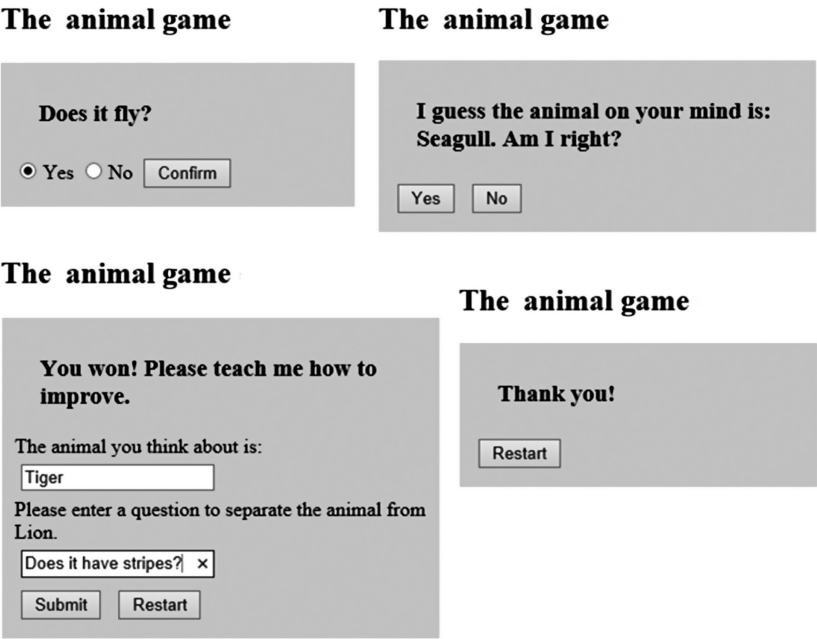 The animal game
Does it fly?
Yes No Confirm
The animal game
I guess the animal on your mind is:
Seagull. Am I right?
Yes No
The animal game
You won! Please teach me how to
improve.
The animal you think about is:
Tiger
Please enter a question to separate the animal from
Lion.
Does it have stripes? ×
Submit Restart
The animal game
Thank you!
Restart